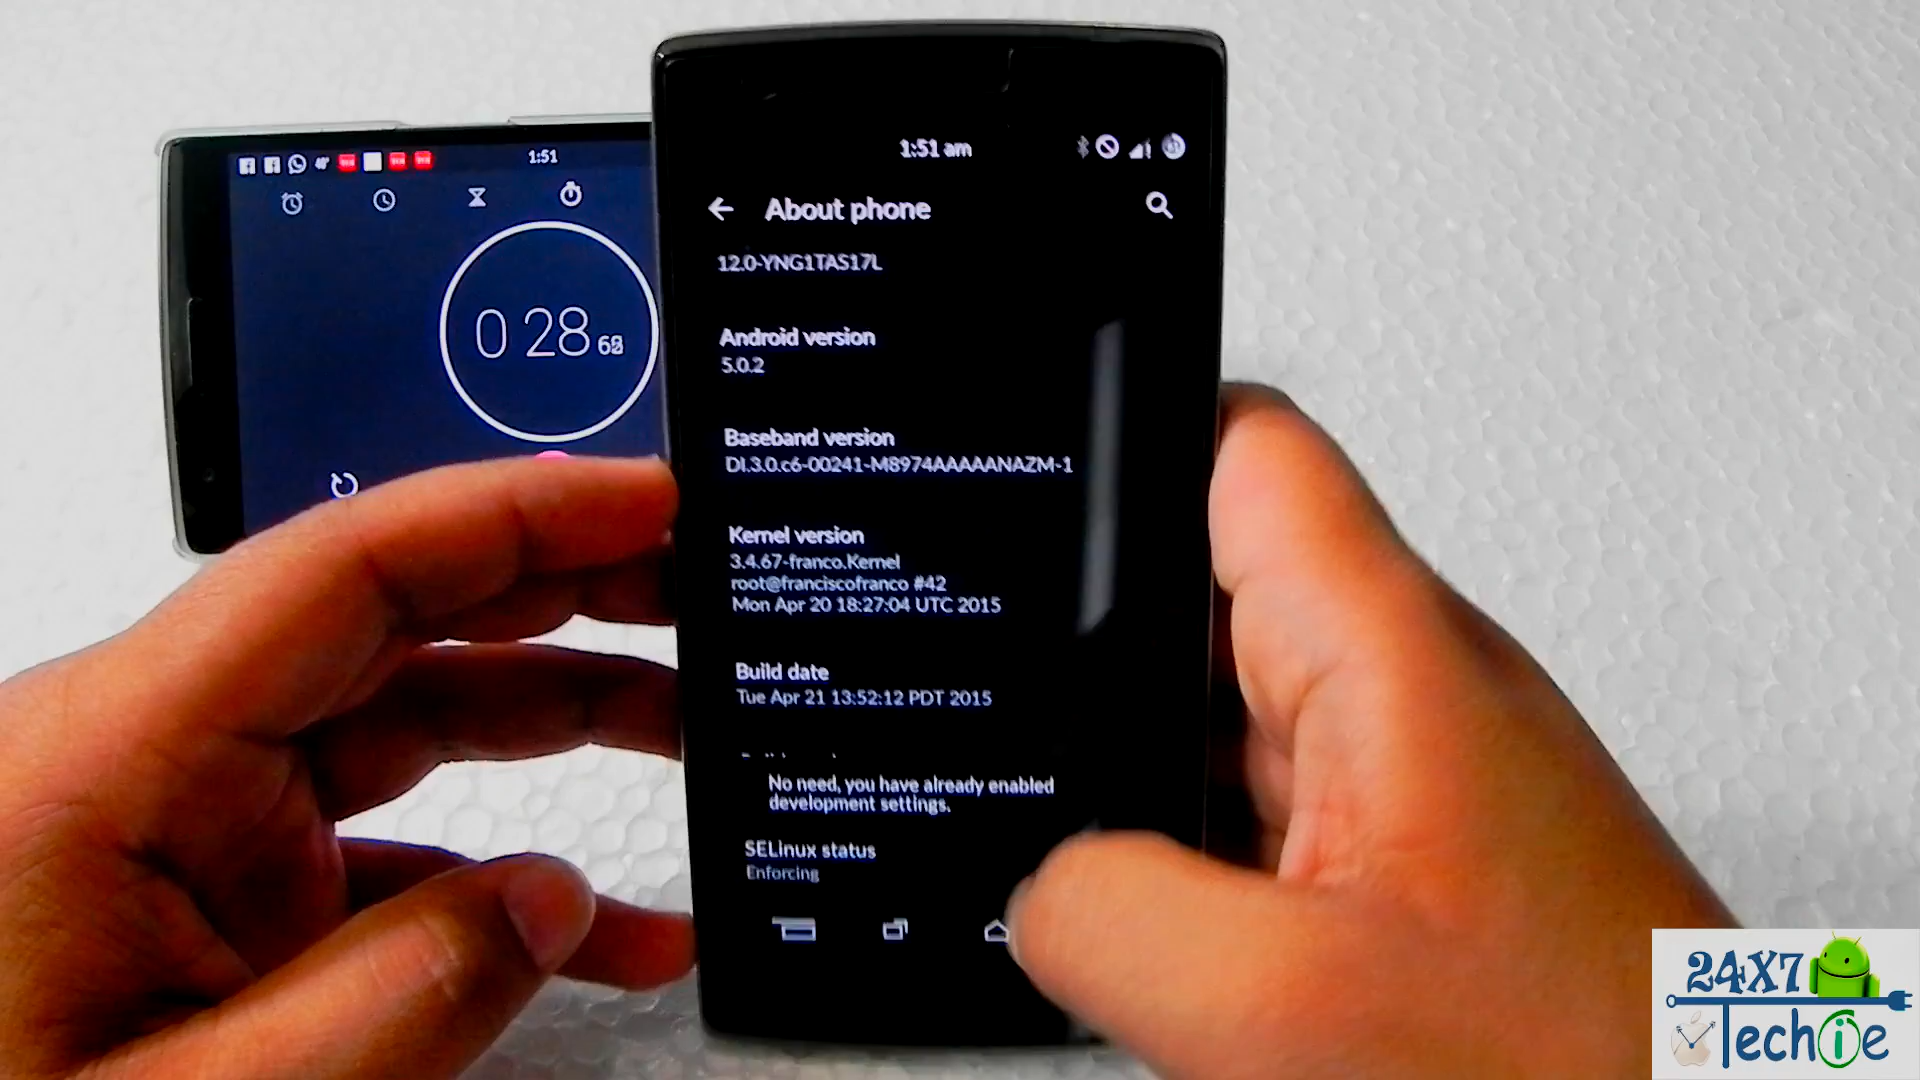 1:51
0 28
1:51 am
About phone
12.0-YNG1TAS17L
Android version
5.0.2
Baseband version
DI.3.0.c6-00241-M8974AAAAANAZM-1
Kernel version
3.4.67-franco.Kernel
root@franciscofranco #42
Mon Apr 20 18:27:04 UTC 2015
Build date
Tue Apr 21 13:52:12 PDT 2015
No need, you have already enabled
development settings.
SELinux status
Enforcing
24X7
Techie